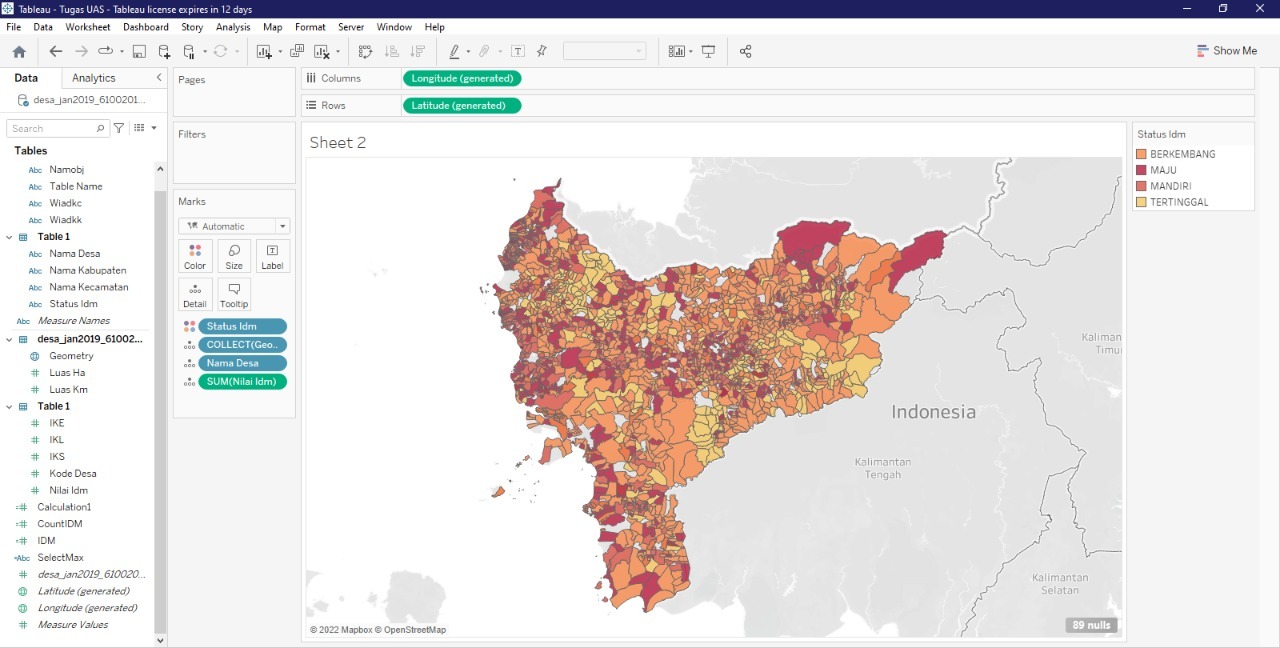 Tableau - Tugas UAS - Tableau license expires in 12 days
File Data Worksheet Dashboard Story Analysis Map Format Server Window Help
Show Me
Data Analytics
desa_jan2019_6100201...
Search
Tables
Namobj
Table Name
Wiadkc
Wiadkk
Table 1
Nama Desa
Nama Kabupaten
Nama Kecamatan
Status Idm
Measure Names
desa_jan2019_61002...
Geometry
Luas Ha
Luas Km
Table 1
IKE
IKL
IKS
Kode Desa
Nilai Idm
Calculation1
CountIDM
IDM
SelectMax
desa_jan2019_610020...
Latitude (generated)
Longitude (generated)
Measure Values
Pages
Filters
Marks
Automatic
Color Size Label
Detail Tooltip
Status Idm
COLLECT(Geo..
Nama Desa
SUM(Nilai Idm)
Columns Longitude (generated)
Rows Latitude (generated)
Sheet 2
Kaliman
Timu
Indonesia
Kalimantan
Tengah
Kalimantan
Selatan
© 2022 Mapbox © OpenStreetMap
89 nulls
Status Idm
BERKEMBANG
MAJU
MANDIRI
TERTINGGAL